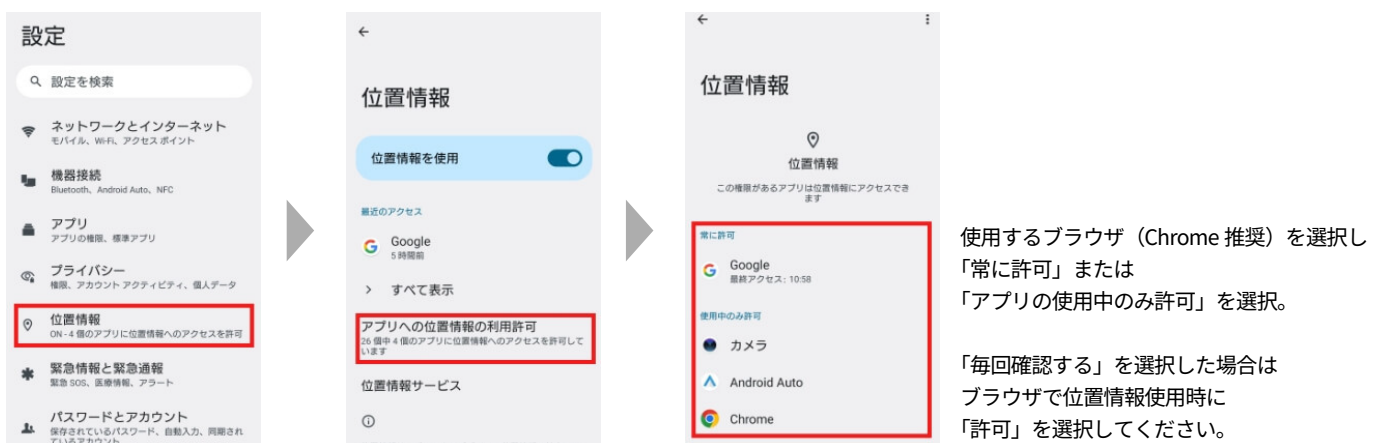 設定
設定を検索
ネットワークとインターネット
モバイル、Wi-Fi、アクセス ポイント
機器接続
Bluetooth、Android Auto、NFC
アプリ
アプリの権限、標準アプリ
プライバシー
権限、アカウント アクティビティ、個人データ
位置情報
ON - 4 個のアプリに位置情報へのアクセスを許可
緊急情報と緊急通報
緊急 SOS、医療情報、アラート
パスワードとアカウント
保存されているパスワード、自動入力、同期され
ているアカウント
位置情報
位置情報を使用
最近のアクセス
Google
5 時間前
すべて表示
アプリへの位置情報の利用許可
26 個中 4 個のアプリに位置情報へのアクセスを許可して
います
位置情報サービス
位置情報
位置情報
この権限があるアプリは位置情報にアクセスでき
ます
常に許可
Google
最終アクセス: 10:58
使用中のみ許可
カメラ
Android Auto
Chrome
使用するブラウザ（Chrome 推奨）を選択し
「常に許可」または
「アプリの使用中のみ許可」を選択。
「毎回確認する」を選択した場合は
ブラウザで位置情報使用時に
「許可」を選択してください。